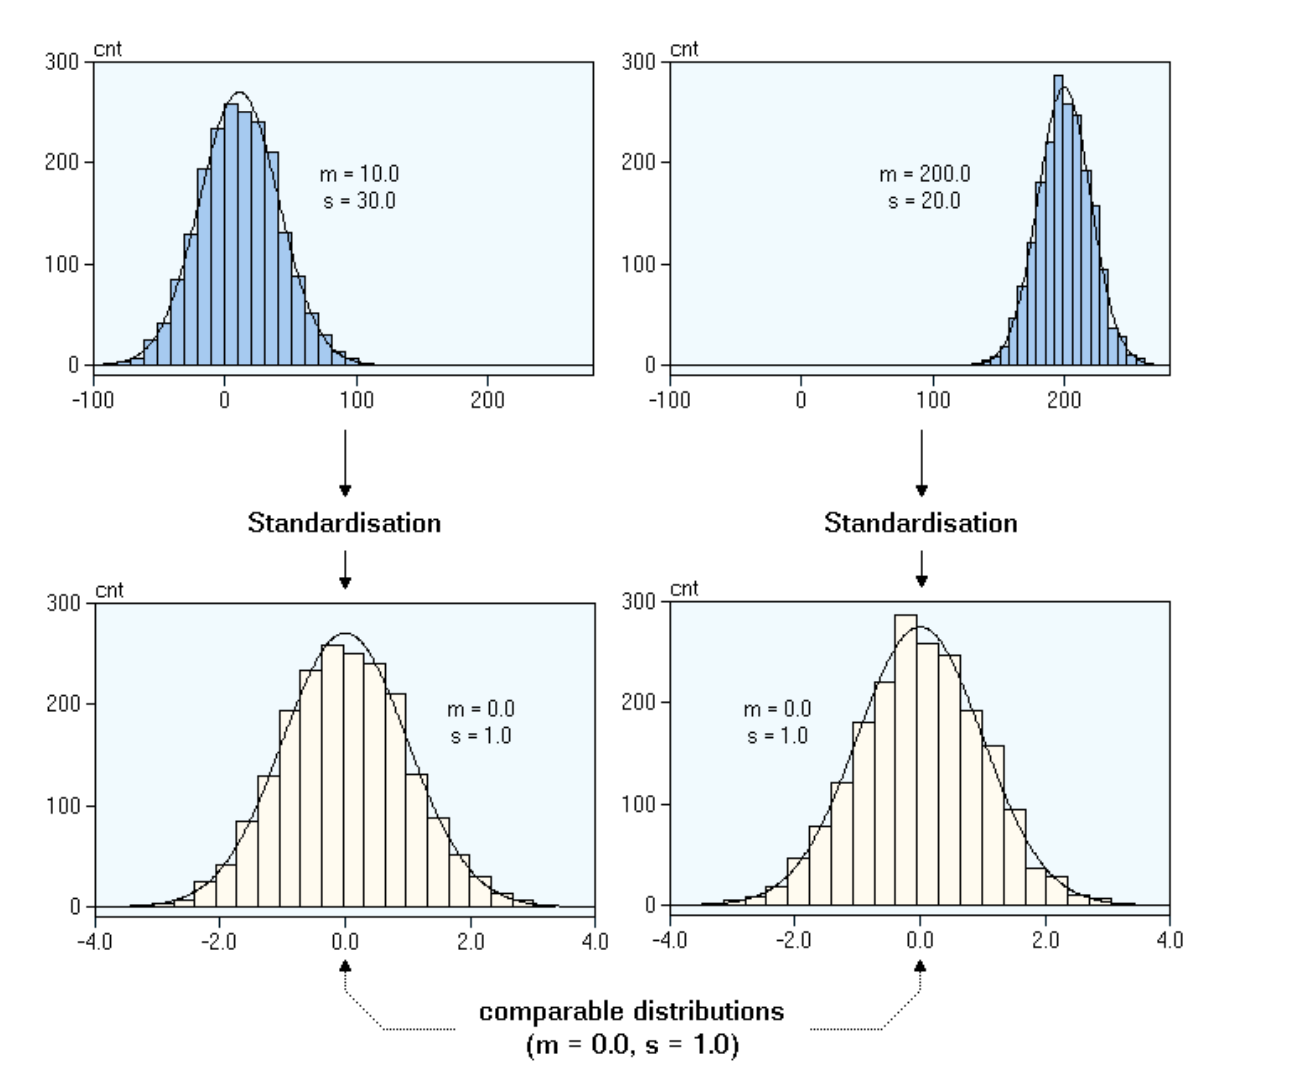 cnt
300
200
100
0
m = 10.0
s = 30.0
-100 0 100 200
cnt
300
200
100
0
m = 200.0
s = 20.0
-100 0 100 200
Standardisation
Standardisation
cnt
300
200
100
0
m = 0.0
s = 1.0
-4.0 -2.0 0.0 2.0 4.0
cnt
300
200
100
0
m = 0.0
s = 1.0
-4.0 -2.0 0.0 2.0 4.0
comparable distributions
(m = 0.0, s = 1.0)